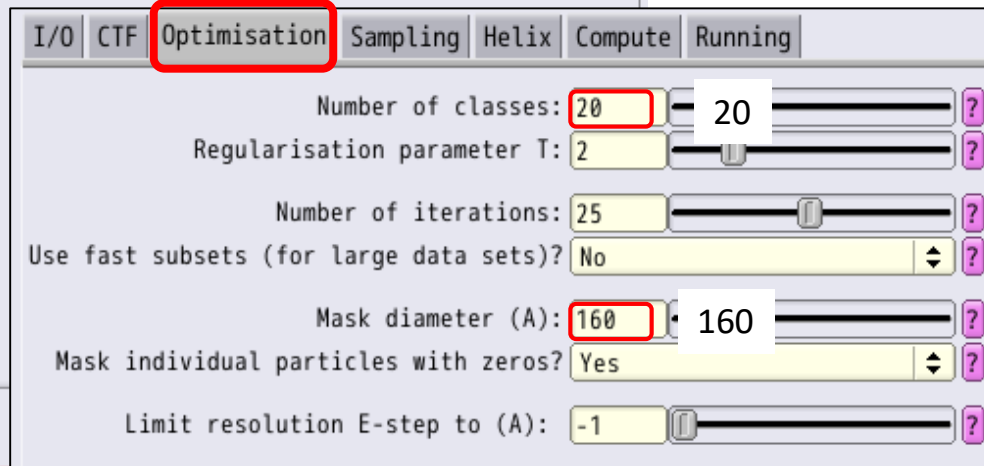 I/O CTF Optimisation Sampling Helix Compute Running
Number of classes: 20 20 ?
Regularisation parameter T: 2 ?
Number of iterations: 25 ?
Use fast subsets (for large data sets)? No ?
Mask diameter (A): 160 160 ?
Mask individual particles with zeros? Yes ?
Limit resolution E-step to (A): -1 ?